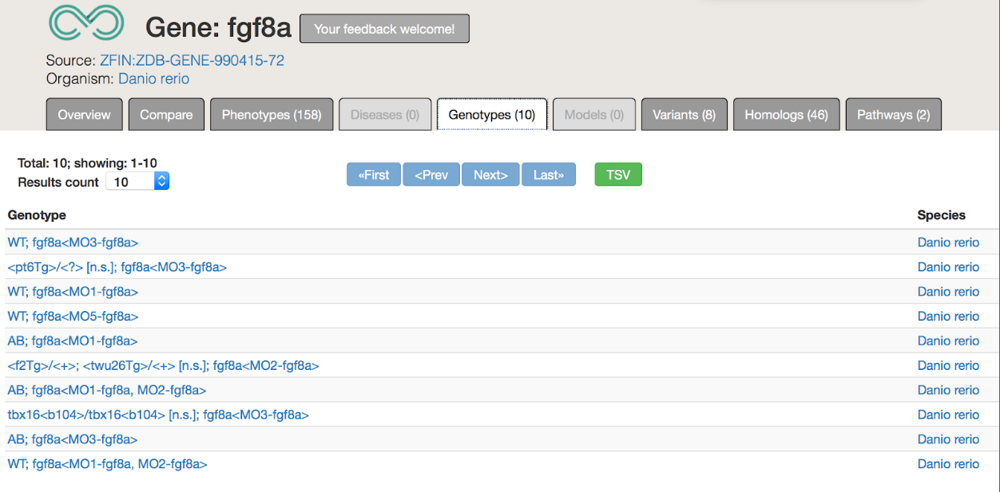 Gene: fgf8a Your feedback welcome!
Source: ZFIN:ZDB-GENE-990415-72
Organism: Danio rerio
Overview Compare Phenotypes (158) Diseases (0) Genotypes (10) Models (0) Variants (8) Homologs (46) Pathways (2)
Total: 10; showing: 1-10
Results count 10 «First <Prev Next> Last» TSV
Genotype Species
WT; fgf8a<MO3-fgf8a> Danio rerio
<pt6Tg>/<?> [n.s.]; fgf8a<MO3-fgf8a> Danio rerio
WT; fgf8a<MO1-fgf8a> Danio rerio
WT; fgf8a<MO5-fgf8a> Danio rerio
AB; fgf8a<MO1-fgf8a> Danio rerio
<f2Tg>/<+>; <twu26Tg>/<+> [n.s.]; fgf8a<MO2-fgf8a> Danio rerio
AB; fgf8a<MO1-fgf8a, MO2-fgf8a> Danio rerio
tbx16<b104>/tbx16<b104> [n.s.]; fgf8a<MO3-fgf8a> Danio rerio
AB; fgf8a<MO3-fgf8a> Danio rerio
WT; fgf8a<MO1-fgf8a, MO2-fgf8a> Danio rerio